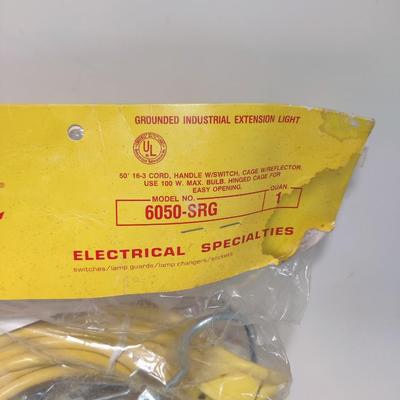 GROUNDED INDUSTRIAL EXTENSION LIGHT
UL
50' 16-3 CORD, HANDLE W/SWITCH, CAGE W/REFLECTOR,
USE 100 W. MAX. BULB. HINGED CAGE FOR
EASY OPENING.
MODEL NO. QUAN.
6050-SRG 1
ELECTRICAL SPECIALTIES
switches/lamp guards/lamp changers/sockets